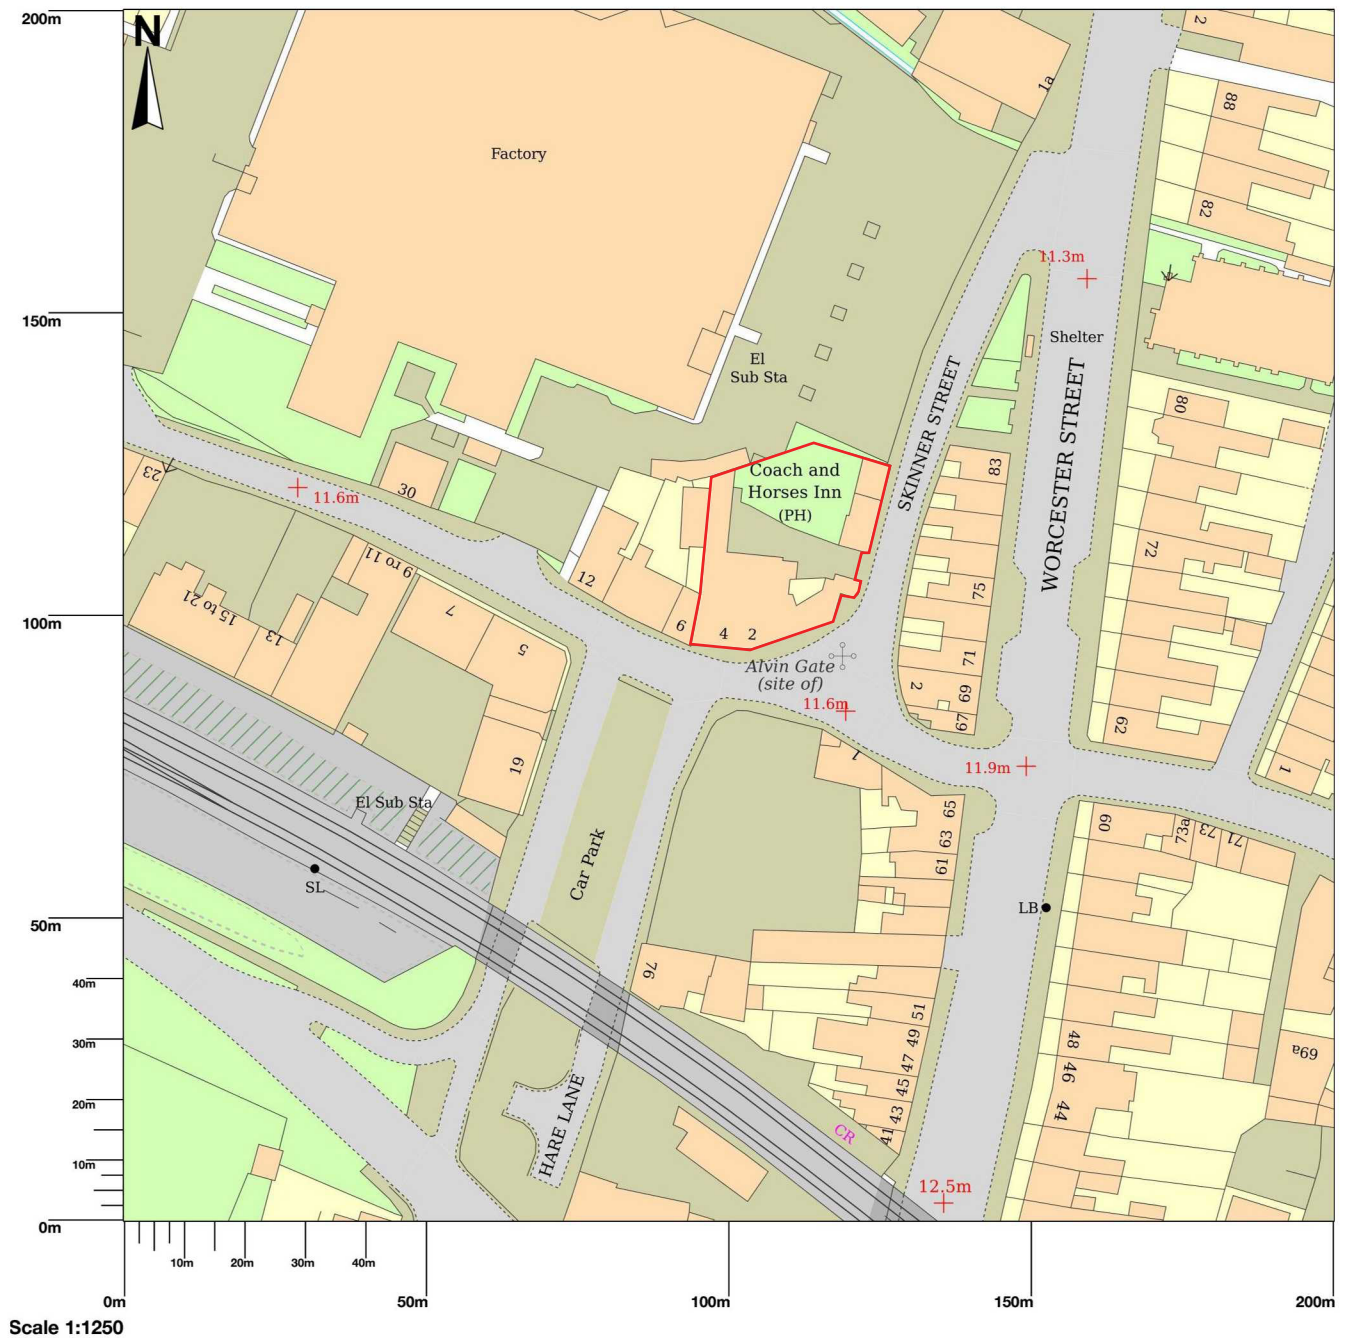 200m
N
2
1a
88
Factory
82
11.3m
150m
Shelter
El
Sub Sta
SKINNER STREET
WORCESTER STREET
80
23
11.6m
30
Coach and
Horses Inn
(PH)
83
72
9 to 11
12
75
100m
15 to 21
13
7
5
6
4
2
71
Alvin Gate
(site of)
2
69
67
62
11.6m
11.9m
1
1
19
El Sub Sta
65
63
61
60
73a
73
71
Car Park
SL
LB
50m
76
40m
51
49
47
45
43
41
48
46
44
69a
30m
20m
HARE LANE
CR
10m
12.5m
0m
10m
20m
30m
40m
0m
50m
100m
150m
200m
Scale 1:1250